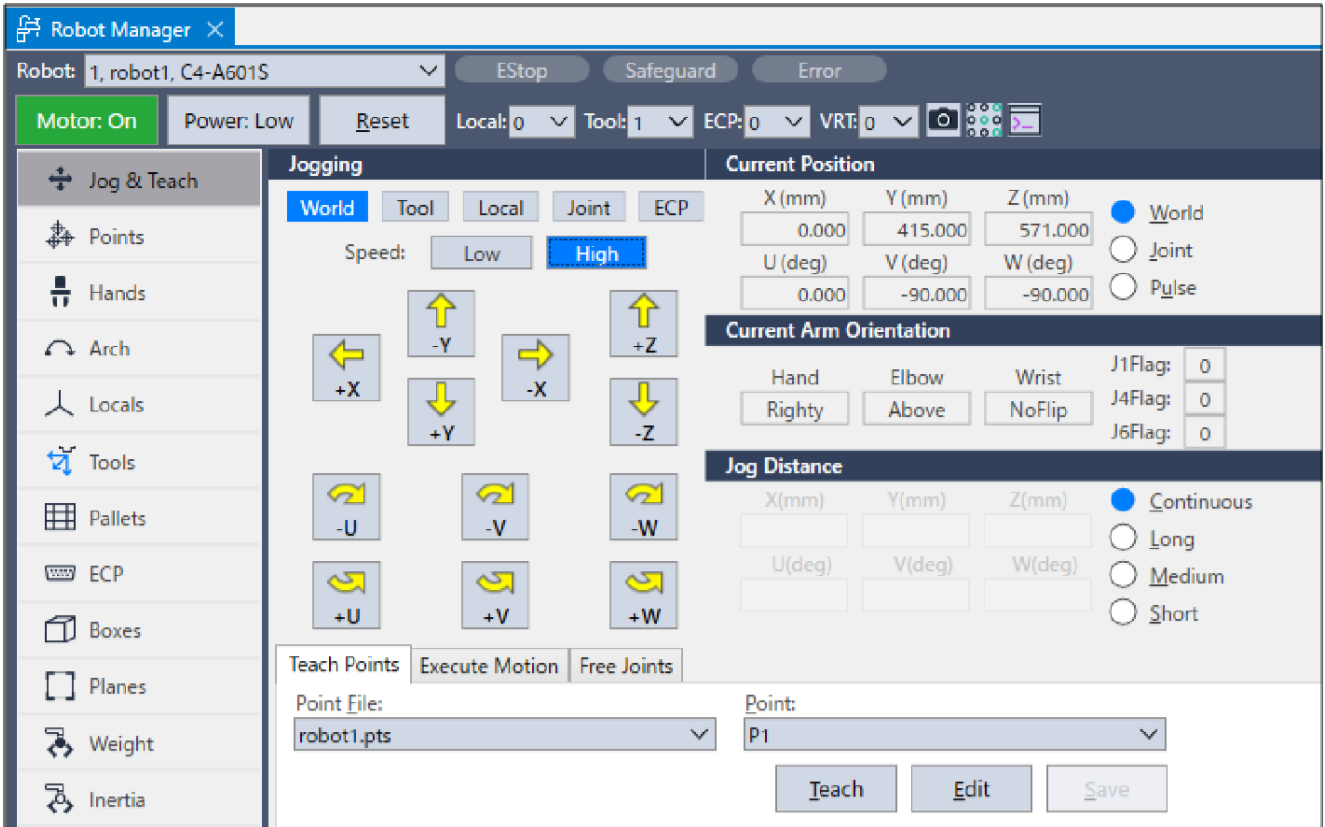 Robot Manager
Robot: 1, robot1, C4-A601S EStop Safeguard Error
Motor: On Power: Low Reset Local: 0 Tool: 1 ECP: 0 VRT: 0
Jog & Teach
Points
Hands
Arch
Locals
Tools
Pallets
ECP
Boxes
Planes
Weight
Inertia
Jogging
World Tool Local Joint ECP
Speed: Low High
-Y +Z
+X -X
+Y -Z
-U -V -W
+U +V +W
Current Position
X (mm) Y (mm) Z (mm)
0.000 415.000 571.000
U (deg) V (deg) W (deg)
0.000 -90.000 -90.000
World
Joint
Pulse
Current Arm Orientation
Hand Elbow Wrist
Righty Above NoFlip
J1Flag: 0
J4Flag: 0
J6Flag: 0
Jog Distance
X(mm) Y(mm) Z(mm)
U(deg) V(deg) W(deg)
Continuous
Long
Medium
Short
Teach Points Execute Motion Free Joints
Point File: Point:
robot1.pts P1
Teach Edit Save